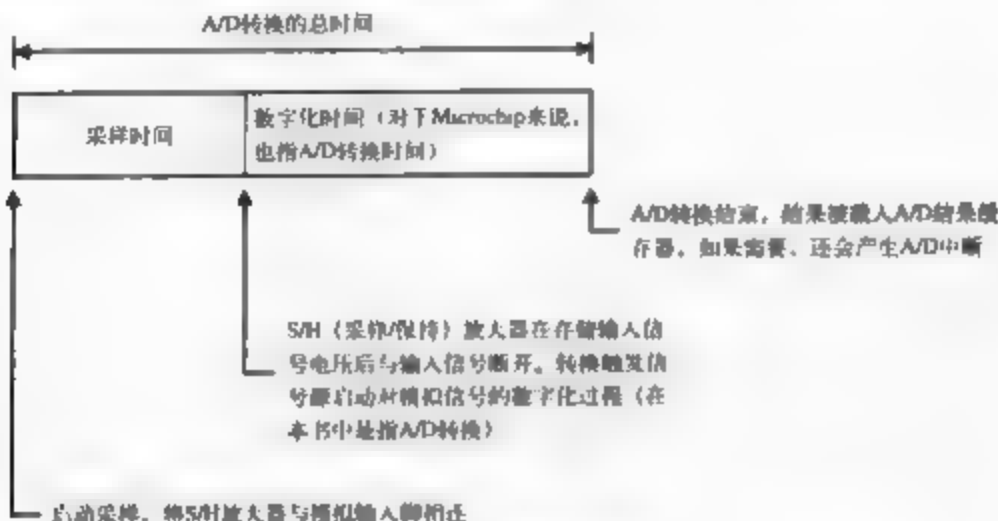 A/D转换的总时间
采样时间
数字化时间（对于Microchip来说，
也指A/D转换时间）
A/D转换结束，结果被载入A/D结果缓
存器。如果需要，还会产生A/D中断
S/H（采样/保持）放大器在存储输入信
号电压后与输入信号断开。转换触发信
号源启动对模拟信号的数字化过程（在
本书中是指A/D转换）
启动采样，将S/H放大器与模拟输入脚相连